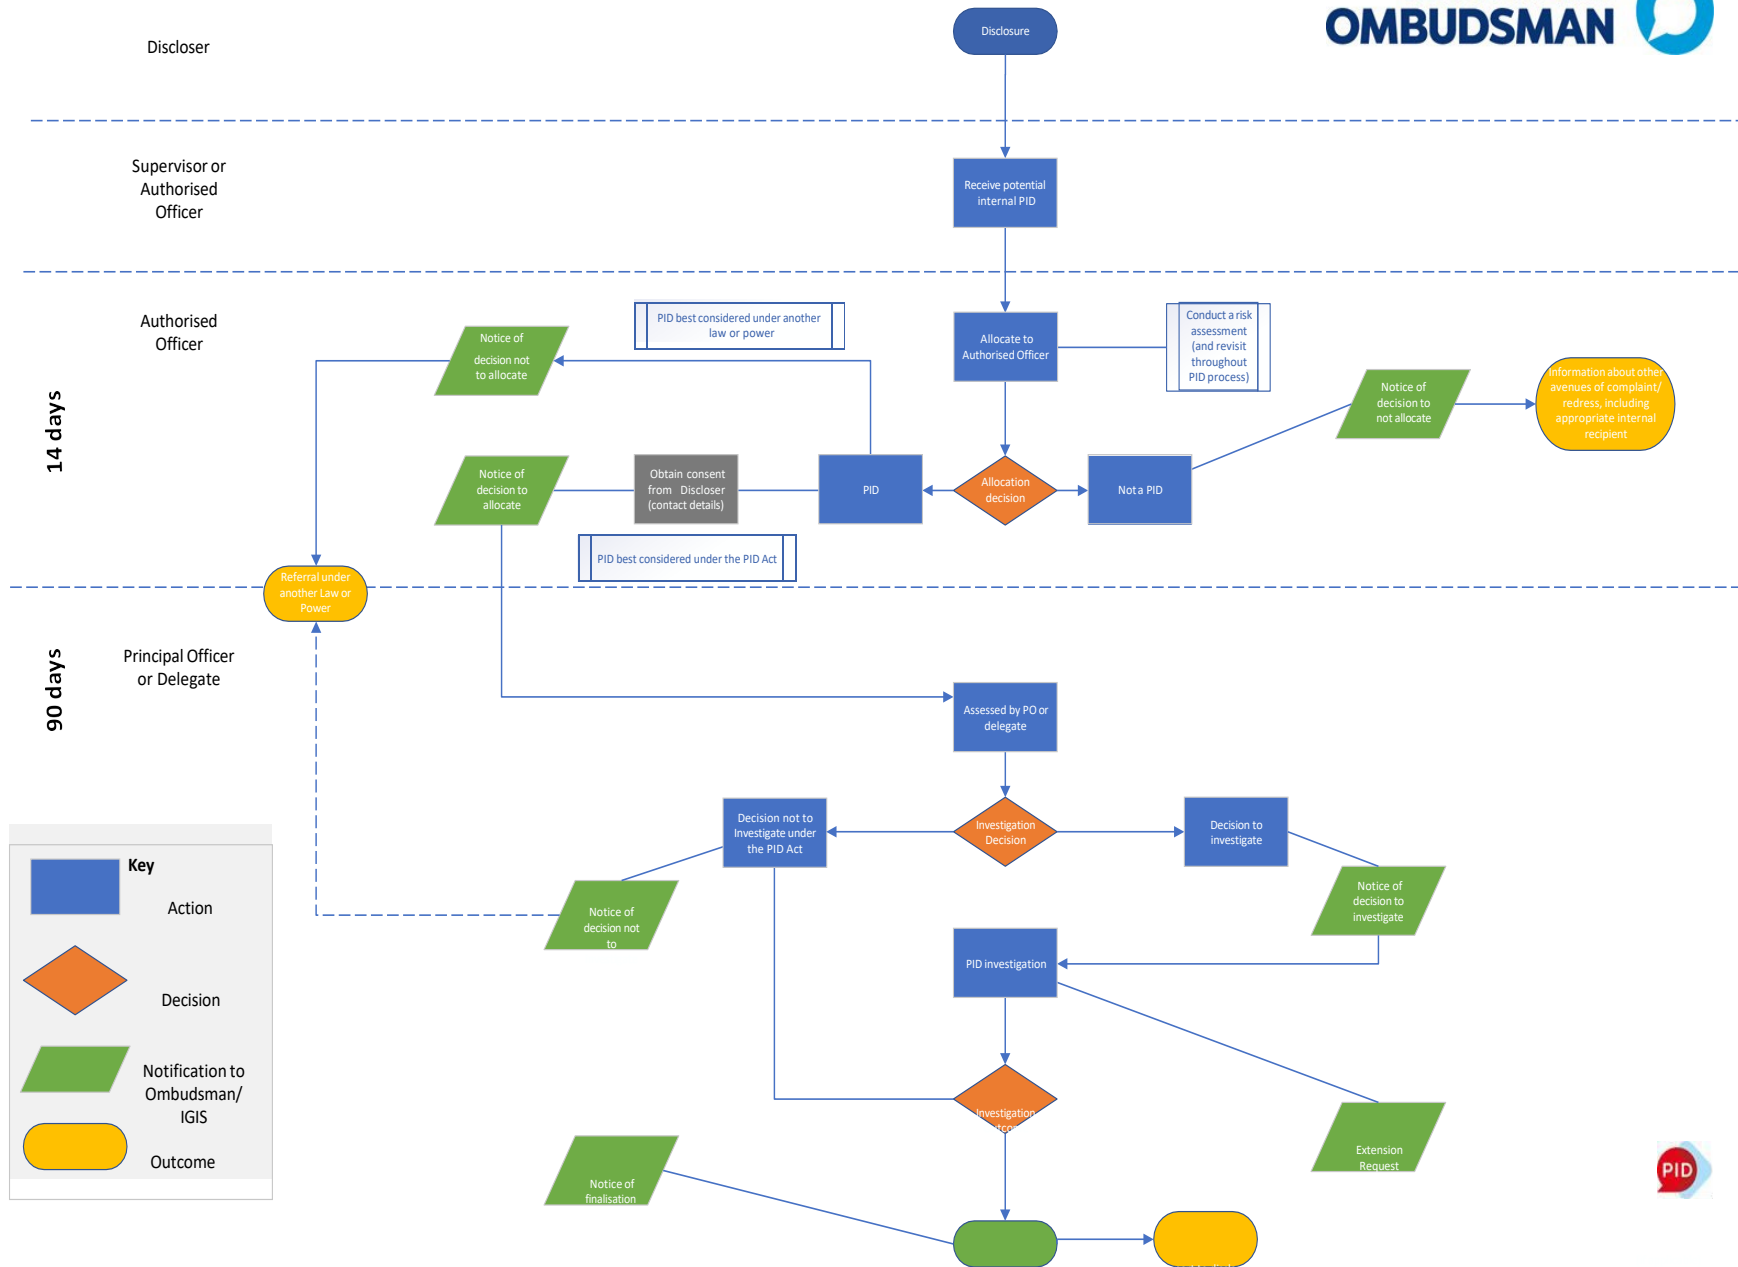 OMBUDSMAN
Discloser
Disclosure
Supervisor or
Authorised
Officer
Receive potential
internal PID
14 days
Authorised
Officer
Notice of
decision not
to allocate
PID best considered under another
law or power
Allocate to
Authorised Officer
Conduct a risk
assessment
(and revisit
throughout
PID process)
Notice of
decision to
not allocate
Information about other
avenues of complaint/
redress, including
appropriate internal
recipient
Notice of
decision to
allocate
Obtain consent
from Discloser
(contact details)
PID
Allocation
decision
Not a PID
PID best considered under the PID Act
Referral under
another Law or
Power
90 days
Principal Officer
or Delegate
Assessed by PO or
delegate
Decision not to
Investigate under
the PID Act
Investigation
Decision
Decision to
investigate
Notice of
decision not
to
Notice of
decision to
investigate
PID investigation
Investigation
Extension
Request
Notice of
finalisation
Key
Action
Decision
Notification to
Ombudsman/
IGIS
Outcome
PID